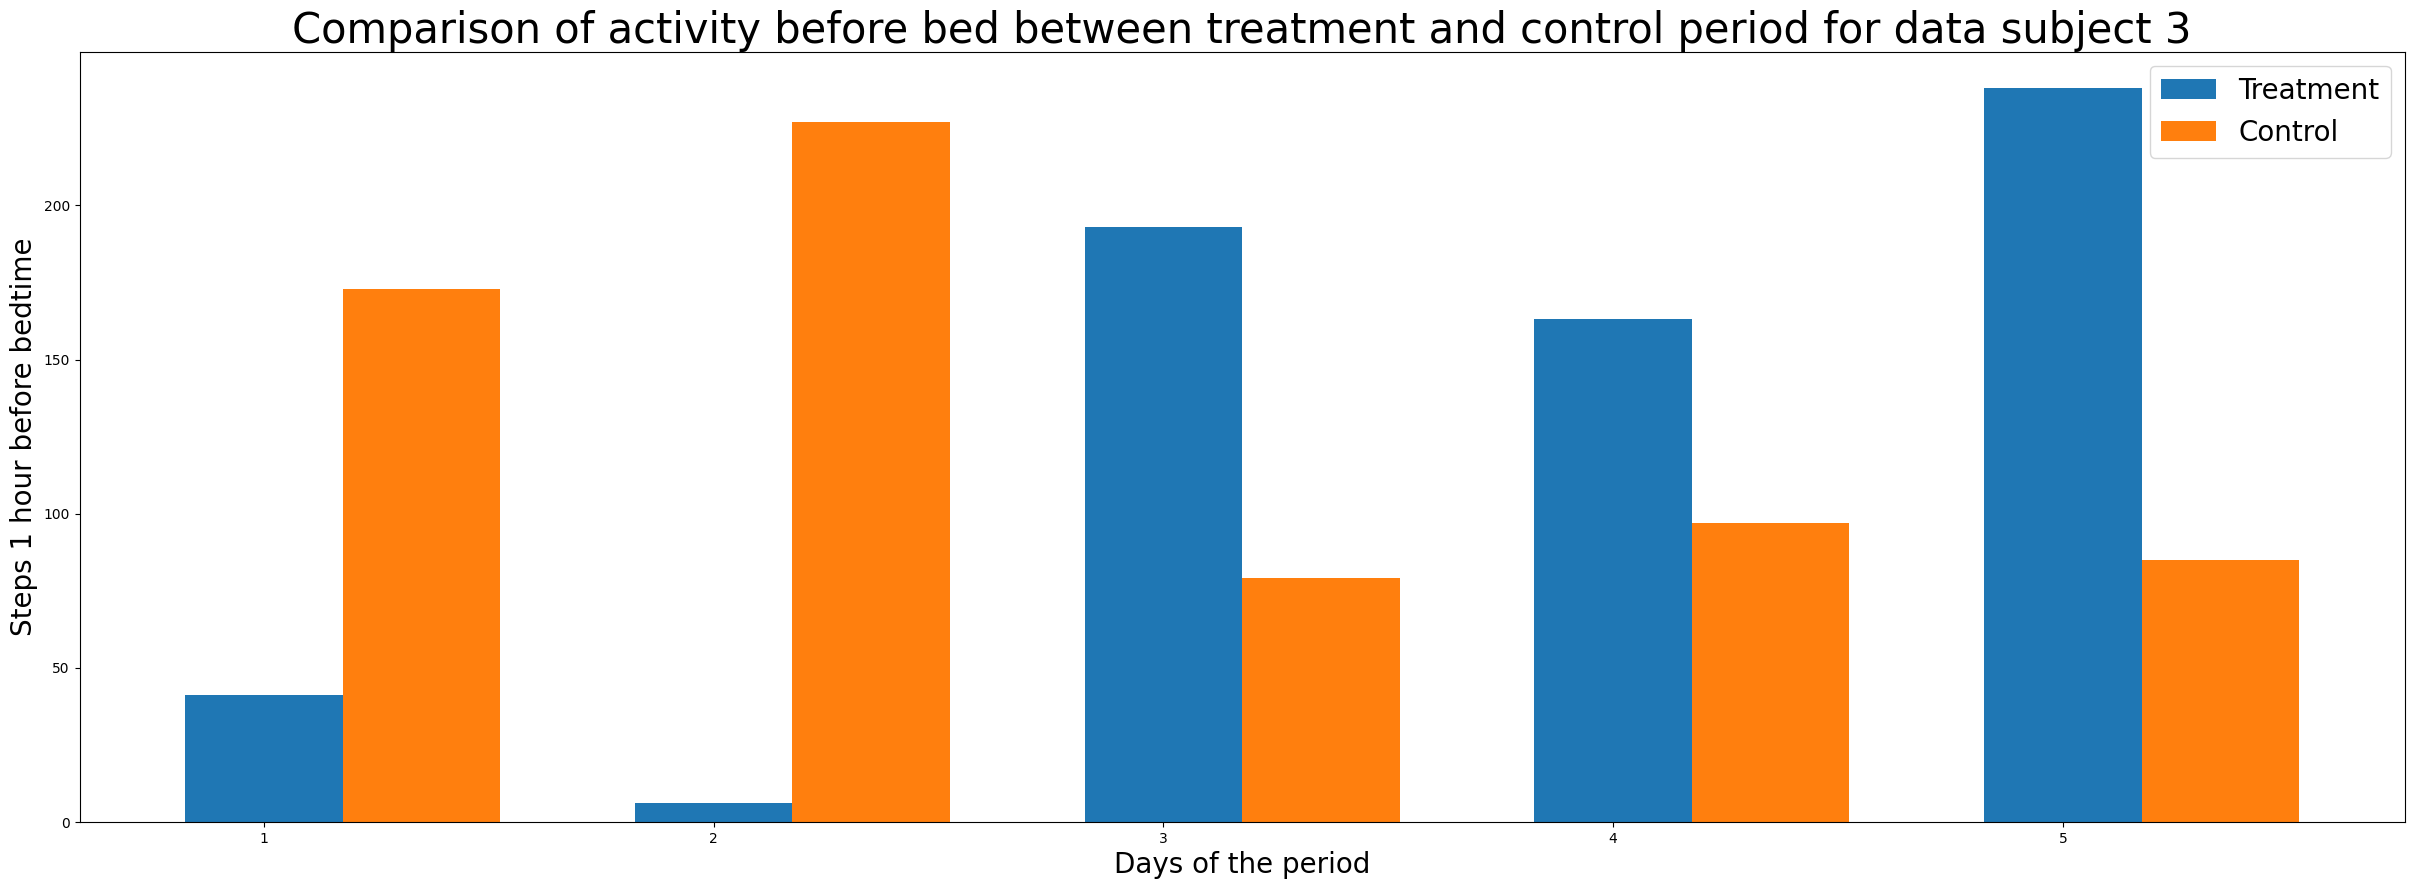 Comparison of activity before bed between treatment and control period for data subject 3
Treatment
Control
Steps 1 hour before bedtime
200
150
100
50
0
1 2 3 4 5
Days of the period